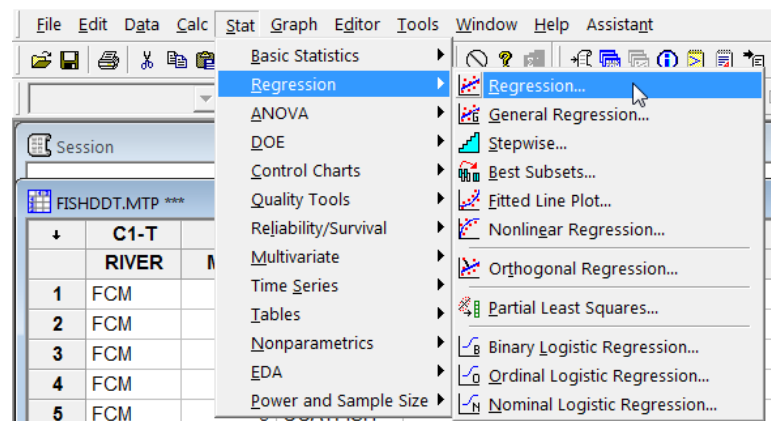 File Edit Data Calc Stat Graph Editor Tools Window Help Assistant
Basic Statistics
Regression
ANOVA
DOE
Control Charts
Quality Tools
Reliability/Survival
Multivariate
Time Series
Tables
Nonparametrics
EDA
Power and Sample Size
Regression...
General Regression...
Stepwise...
Best Subsets...
Fitted Line Plot...
Nonlinear Regression...
Orthogonal Regression...
Partial Least Squares...
Binary Logistic Regression...
Ordinal Logistic Regression...
Nominal Logistic Regression...
Session
FISHDDT.MTP ***
↓ C1-T
RIVER
1 FCM
2 FCM
3 FCM
4 FCM
5 FCM